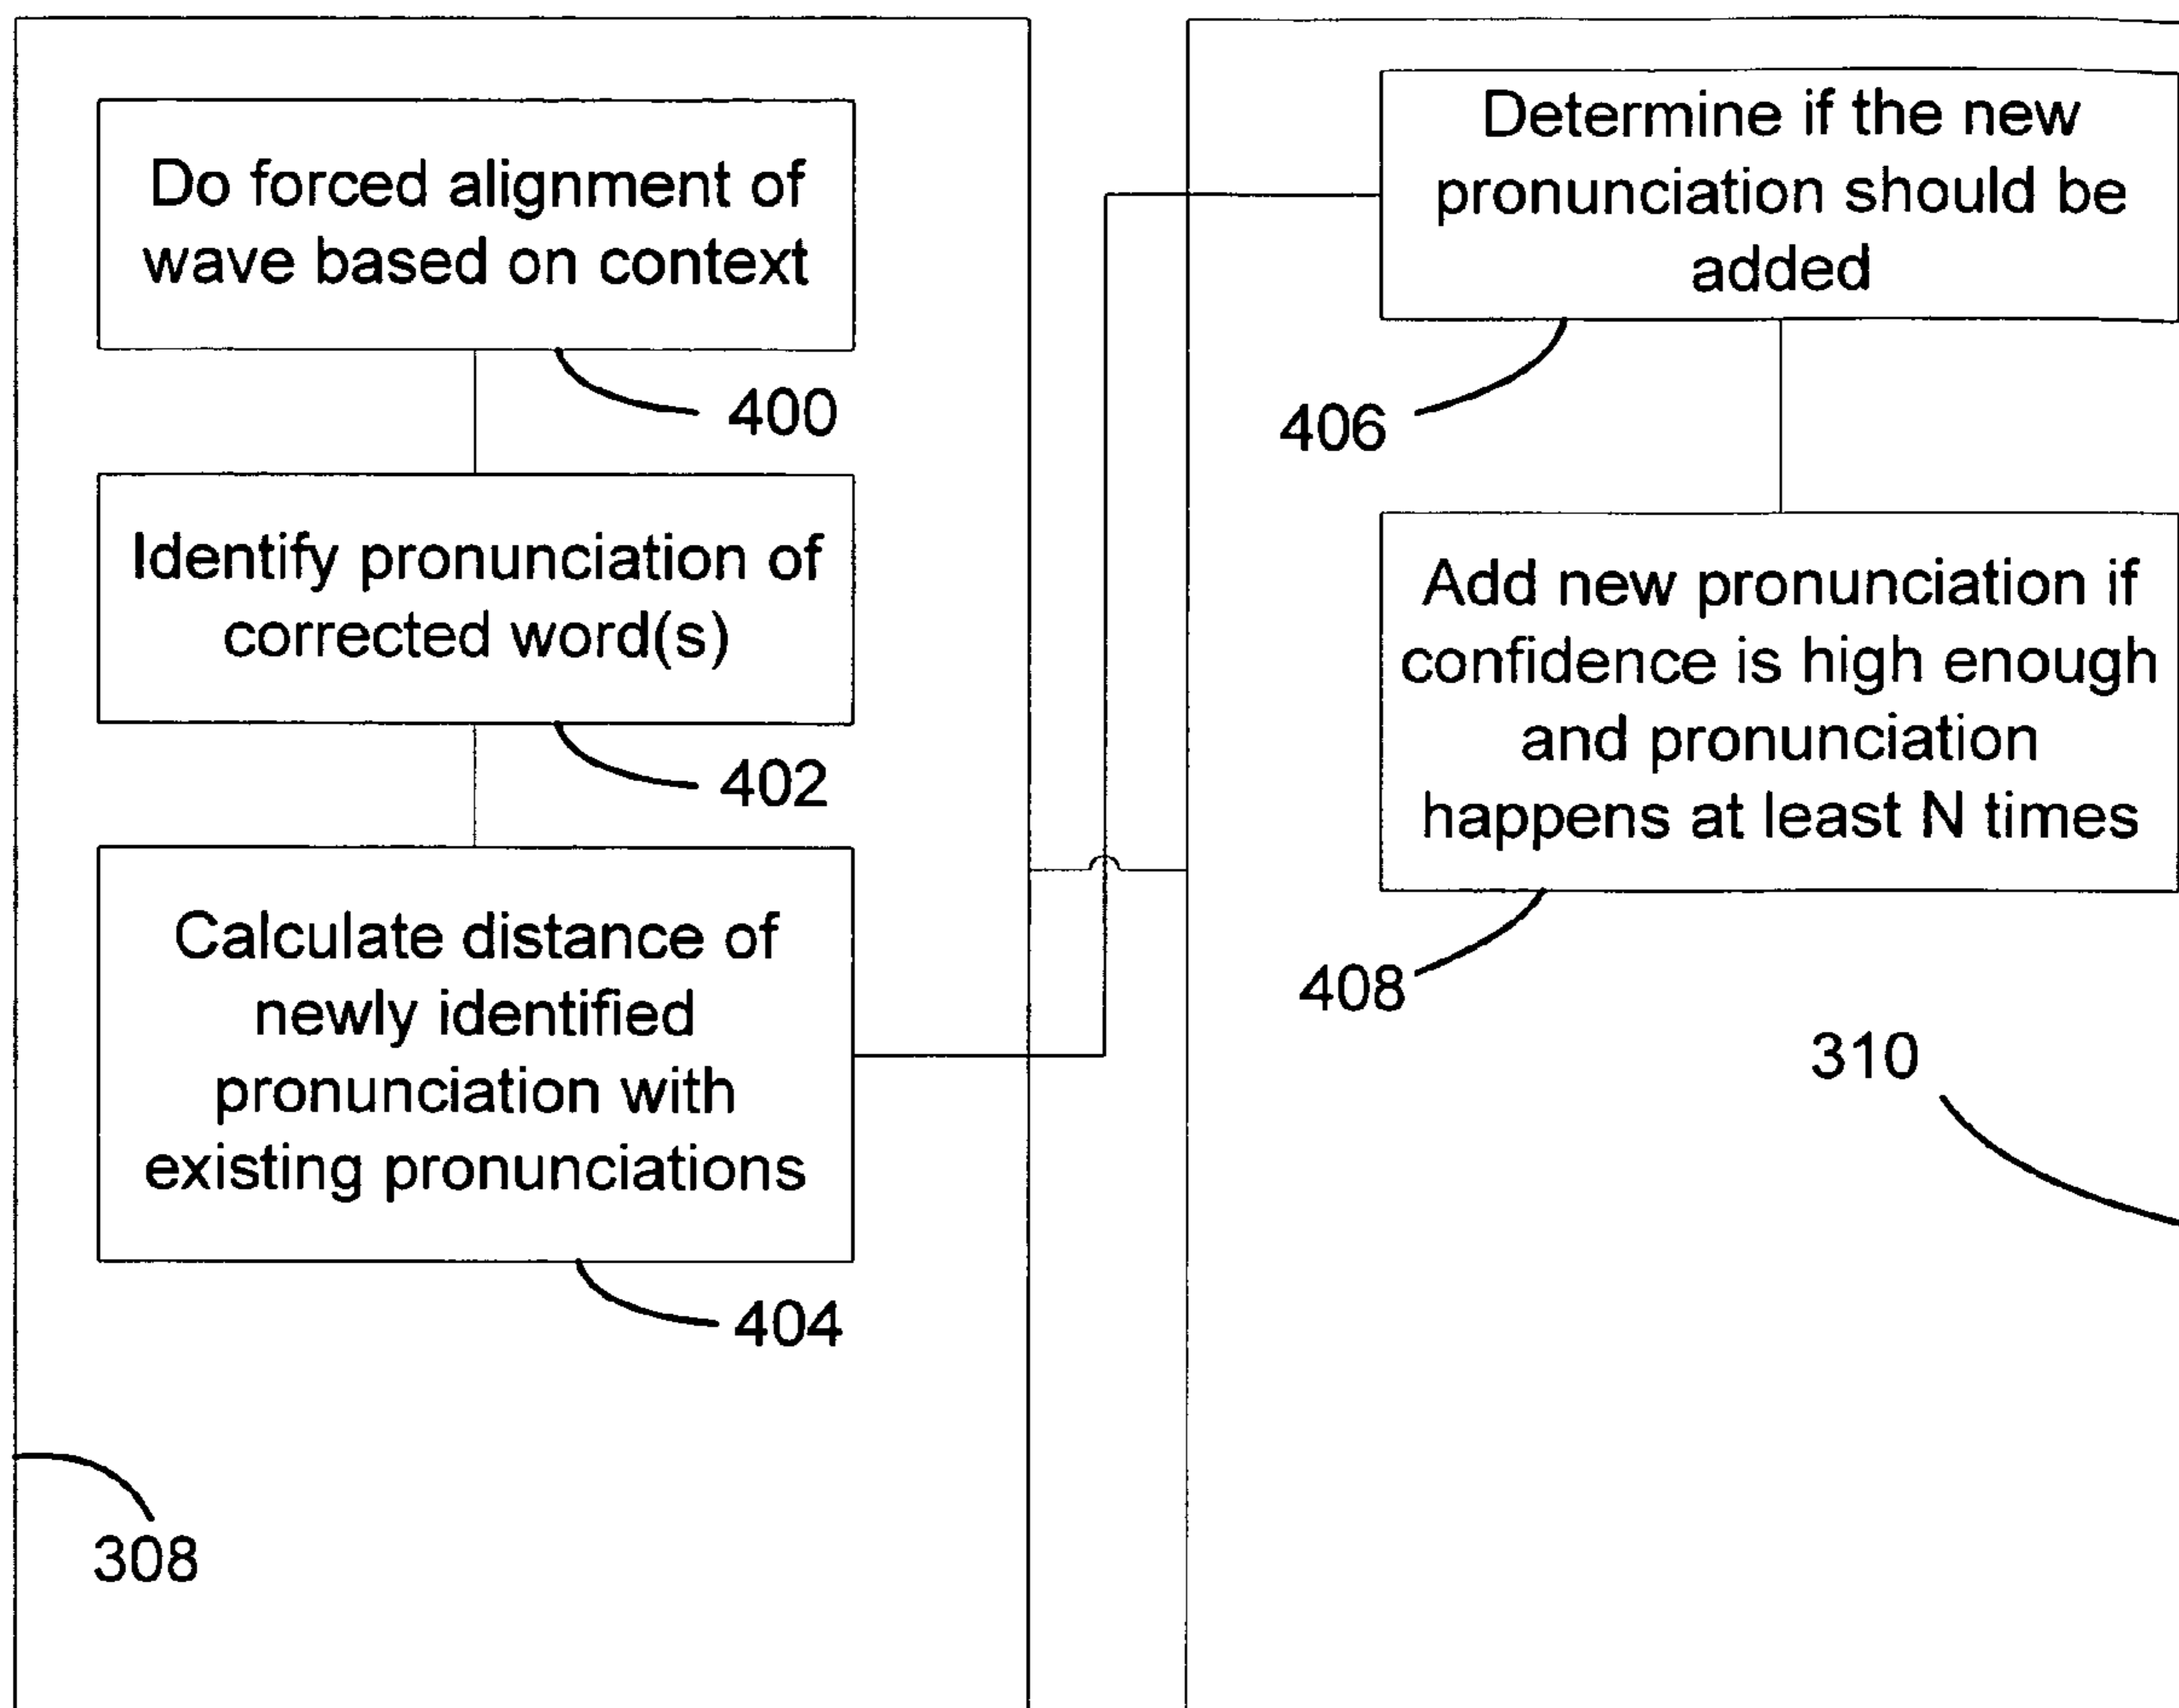 Do forced alignment of
wave based on context
400
Identify pronunciation of
corrected word(s)
402
Calculate distance of
newly identified
pronunciation with
existing pronunciations
404
308
Determine if the new
pronunciation should be
added
406
Add new pronunciation if
confidence is high enough
and pronunciation
happens at least N times
408
310